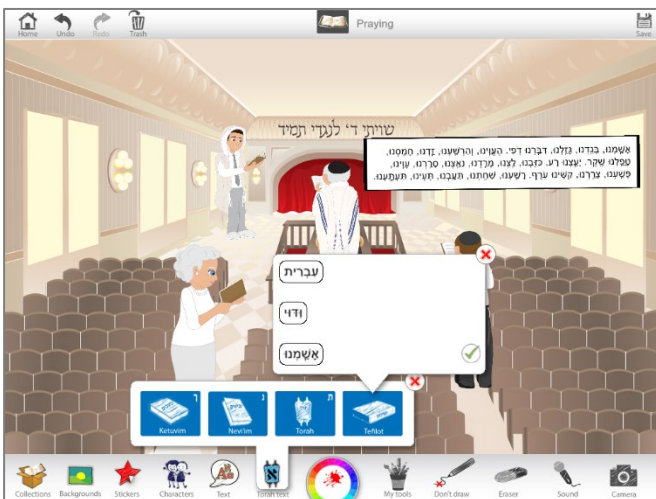 Praying
Home Undo Redo Trash Save
שויתי ד' לנגדי תמיד
אָשַׁמְנוּ, בָּגַדְנוּ, גָּזַלְנוּ, דִּבַּרְנוּ דֹפִי. הֶעֱוִינוּ, וְהִרְשַׁעְנוּ, זַדְנוּ, חָמַסְנוּ,
טָפַלְנוּ שֶׁקֶר. יָעַצְנוּ רָע. כִּזַּבְנוּ, לַצְנוּ, מָרַדְנוּ, נִאַצְנוּ, סָרַרְנוּ, עָוִינוּ,
פָּשַׁעְנוּ, צָרַרְנוּ, קִשִּׁינוּ עֹרֶף. רָשַׁעְנוּ, שִׁחַתְנוּ, תִּעַבְנוּ, תָּעִינוּ, תִּעְתָּעְנוּ.
עִבְרִית
וִדּוּי
אָשַׁמְנוּ
Ketuvim Nevi'im Torah Tefilot
Collections Backgrounds Stickers Characters Text Torah text My tools Don't draw Eraser Sound Camera